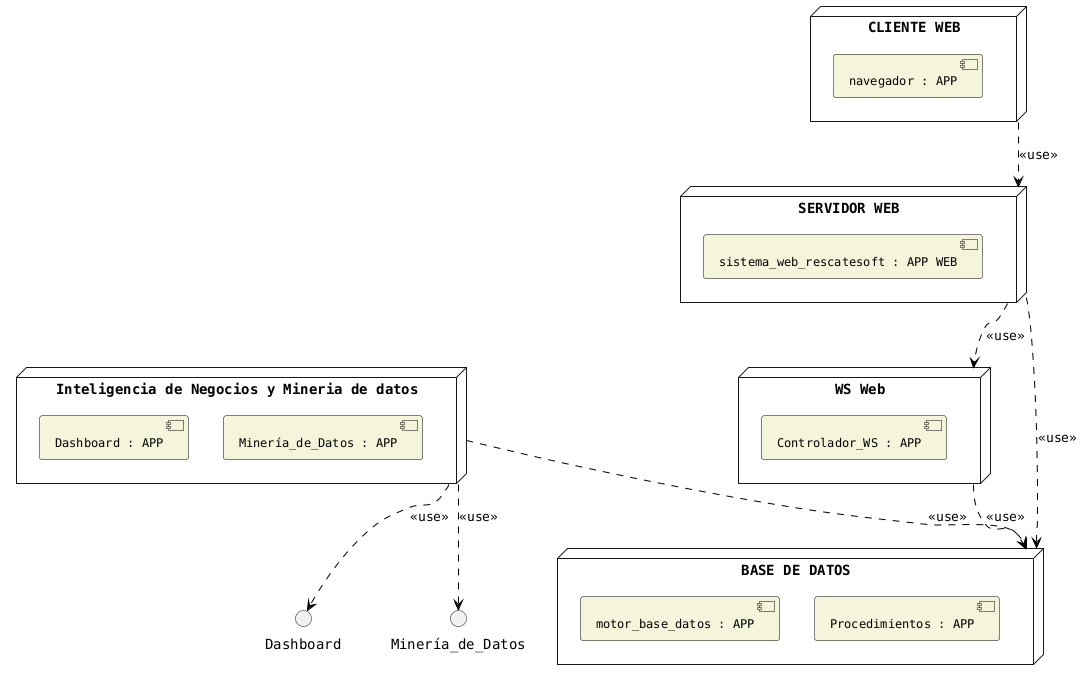 CLIENTE WEB
navegador : APP
«use»
SERVIDOR WEB
sistema_web_rescatesoft : APP WEB
«use»
Inteligencia de Negocios y Mineria de datos
Dashboard : APP
Minería_de_Datos : APP
WS Web
Controlador_WS : APP
«use»
«use»
«use»
«use»
«use»
BASE DE DATOS
motor_base_datos : APP
Procedimientos : APP
Dashboard
Minería_de_Datos